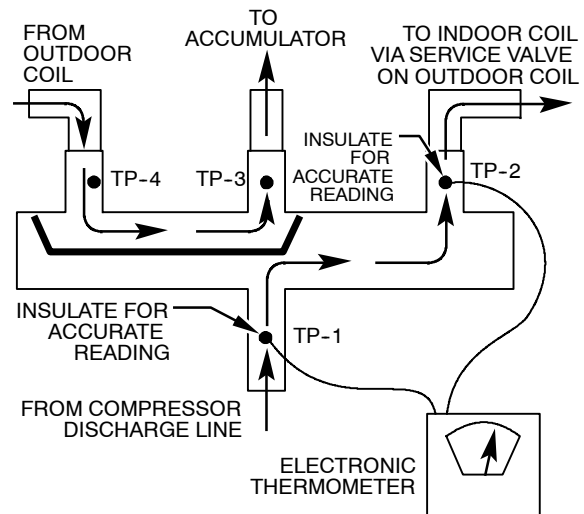 FROM
OUTDOOR
COIL
TO
ACCUMULATOR
TO INDOOR COIL
VIA SERVICE VALVE
ON OUTDOOR COIL
INSULATE
FOR
ACCURATE
READING
TP-4
TP-3
TP-2
INSULATE FOR
ACCURATE
READING
TP-1
FROM COMPRESSOR
DISCHARGE LINE
ELECTRONIC
THERMOMETER